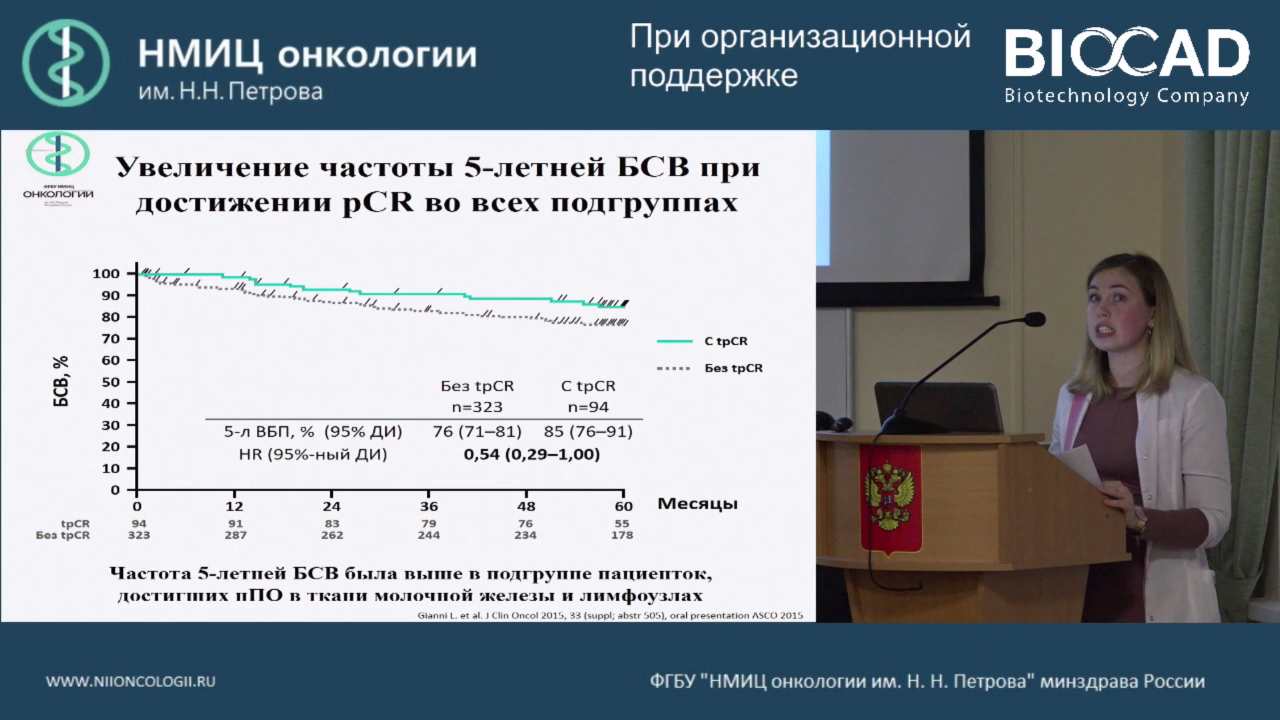 НМИЦ онкологии
им. Н.Н. Петрова
При организационной
поддержке
BIOCAD
Biotechnology Company
ФГБУ НМИЦ
ОНКОЛОГИИ
Увеличение частоты 5-летней БСВ при
достижении pCR во всех подгруппах
БСВ, %
100
90
80
70
60
50
40
30
20
10
0
С tpCR
Без tpCR
Без tpCR С tpCR
n=323 n=94
5-л ВБП, % (95% ДИ) 76 (71–81) 85 (76–91)
HR (95%-ный ДИ) 0,54 (0,29–1,00)
0 12 24 36 48 60 Месяцы
tpCR 94 91 83 79 76 55
Без tpCR 323 287 262 244 234 178
Частота 5-летней БСВ была выше в подгруппе пациенток,
достигших пПО в ткани молочной железы и лимфоузлах
Gianni L. et al. J Clin Oncol 2015, 33 (suppl; abstr 505), oral presentation ASCO 2015
WWW.NIIONCOLOGII.RU
ФГБУ "НМИЦ онкологии им. Н. Н. Петрова" минздрава России